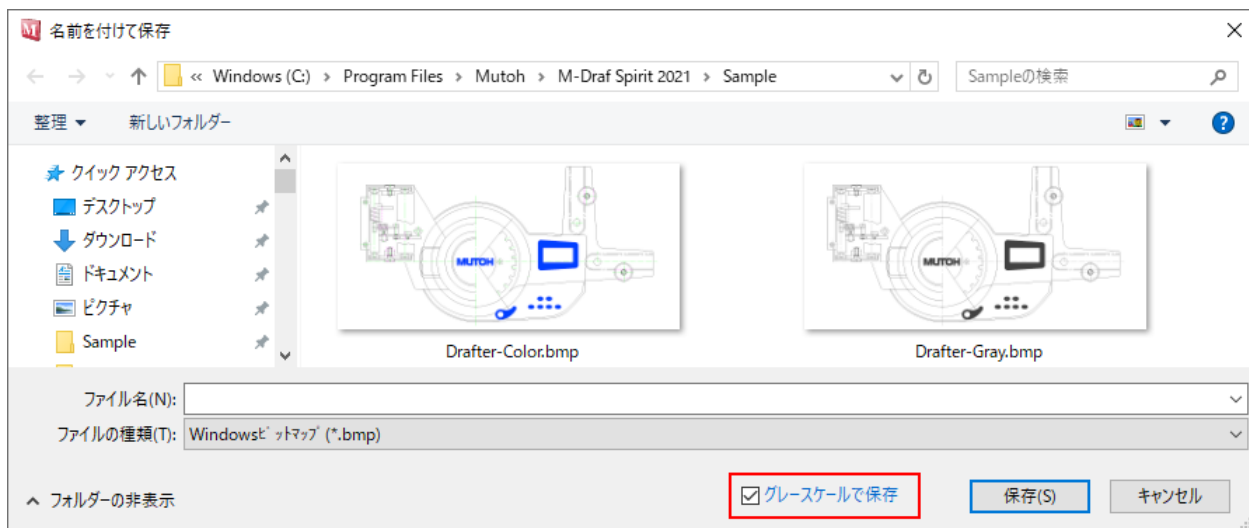 名前を付けて保存
« Windows (C:) › Program Files › Mutoh › M-Draf Spirit 2021 › Sample
Sampleの検索
整理 新しいフォルダー
クイック アクセス
デスクトップ
ダウンロード
ドキュメント
ピクチャ
Sample
MUTOH
MUTOH
Drafter-Color.bmp
Drafter-Gray.bmp
ファイル名(N):
ファイルの種類(T): Windowsﾋﾞｯﾄﾏｯﾌﾟ(*.bmp)
フォルダーの非表示
グレースケールで保存
保存(S)
キャンセル